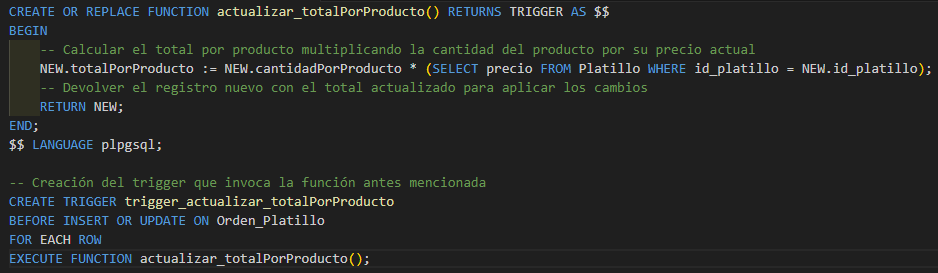 CREATE OR REPLACE FUNCTION actualizar_totalPorProducto() RETURNS TRIGGER AS $$
BEGIN
    -- Calcular el total por producto multiplicando la cantidad del producto por su precio actual
    NEW.totalPorProducto := NEW.cantidadPorProducto * (SELECT precio FROM Platillo WHERE id_platillo = NEW.id_platillo);
    -- Devolver el registro nuevo con el total actualizado para aplicar los cambios
    RETURN NEW;
END;
$$ LANGUAGE plpgsql;

-- Creación del trigger que invoca la función antes mencionada
CREATE TRIGGER trigger_actualizar_totalPorProducto
BEFORE INSERT OR UPDATE ON Orden_Platillo
FOR EACH ROW
EXECUTE FUNCTION actualizar_totalPorProducto();